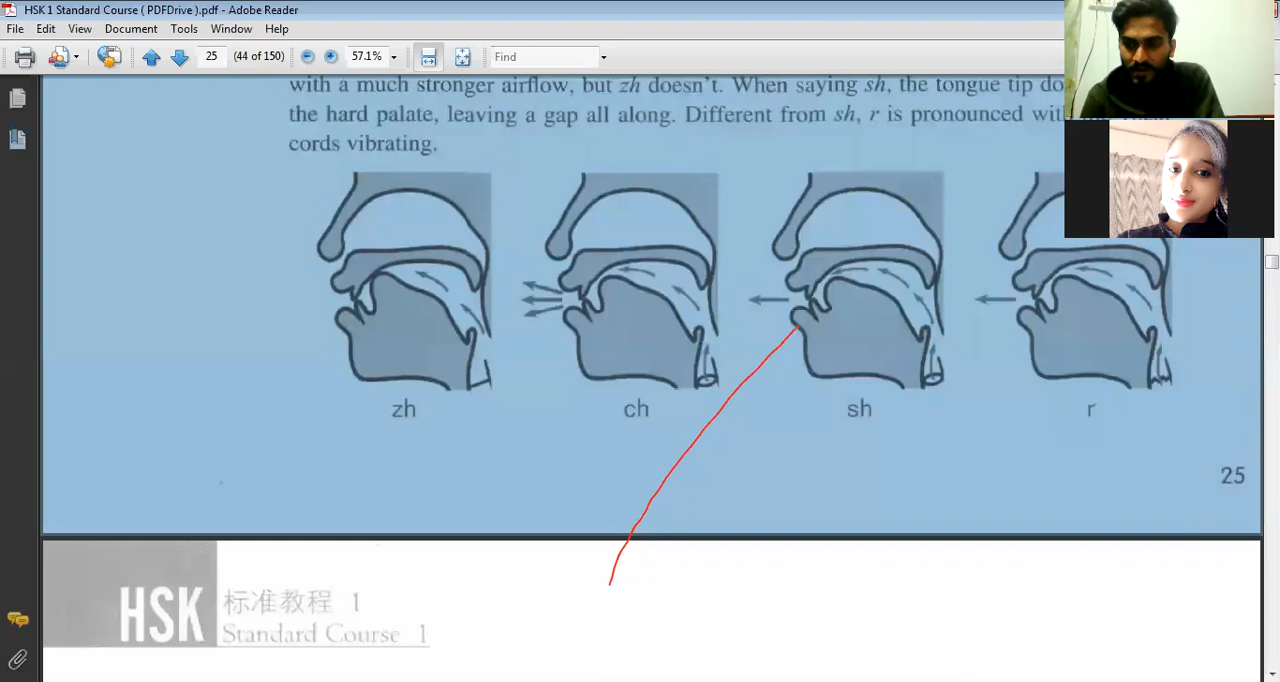 HSK 1 Standard Course ( PDFDrive ).pdf - Adobe Reader
File Edit View Document Tools Window Help
25 (44 of 150) 57.1% Find
with a much stronger airflow, but zh doesn't. When saying sh, the tongue tip do
the hard palate, leaving a gap all along. Different from sh, r is pronounced with
cords vibrating.
zh ch sh r
25
HSK 标准教程 1
Standard Course 1